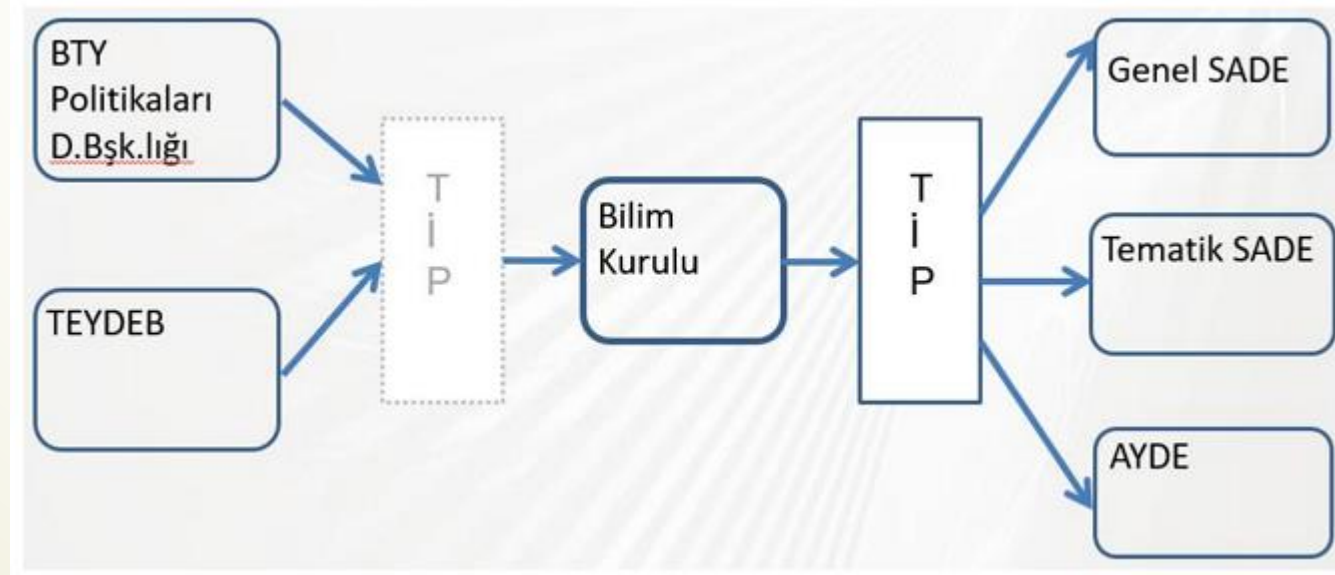 BTY
Politikaları
D.Bşk.lığı
TEYDEB
T
İ
P
Bilim
Kurulu
T
İ
P
Genel SADE
Tematik SADE
AYDE